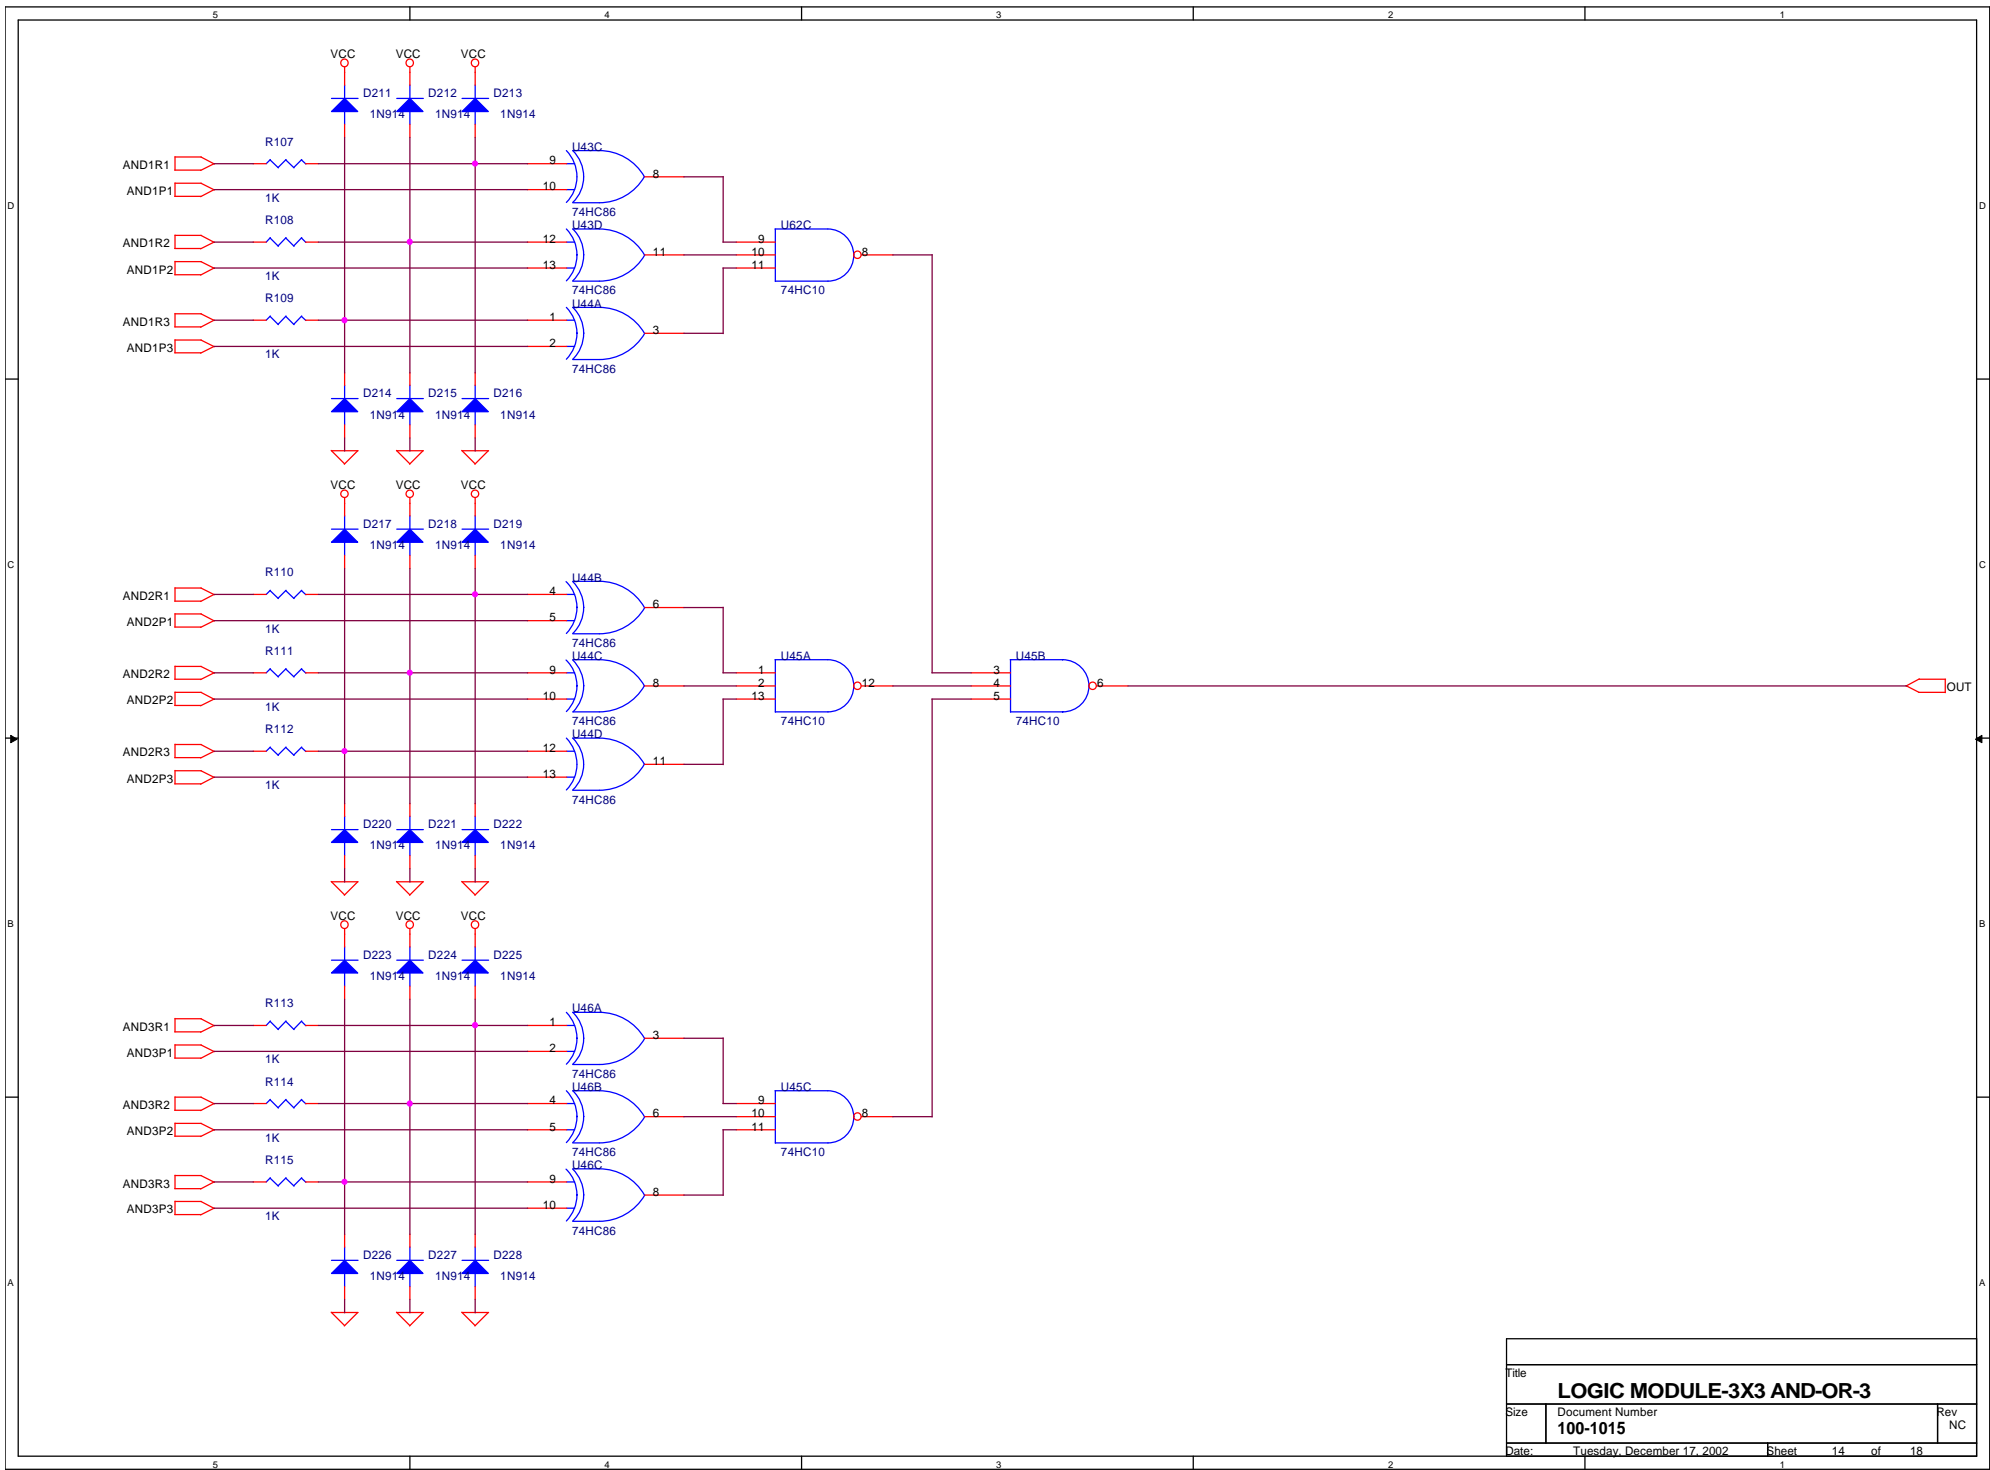 5 4 3 2 1
VCC VCC VCC
D211 D212 D213
1N914 1N914 1N914
R107
U43C
AND1R1 9 8
AND1P1 10
1K
74HC86
R108
U43D U62C
AND1R2 12 11 9 8
10
AND1P2 13 11
1K
74HC86 74HC10
R109
U44A
AND1R3 1 3
AND1P3 2
1K
74HC86
D D
D214 D215 D216
1N914 1N914 1N914
VCC VCC VCC
D217 D218 D219
1N914 1N914 1N914
C C
R110
U44B
AND2R1 4 6
AND2P1 5
1K
74HC86
R111
U44C U45A U45B
AND2R2 9 8 1 12 3 6
2 4 OUT
AND2P2 10 13 5
1K
74HC86 74HC10 74HC10
R112
U44D
AND2R3 12 11
AND2P3 13
1K
74HC86
D220 D221 D222
1N914 1N914 1N914
VCC VCC VCC
B B
D223 D224 D225
1N914 1N914 1N914
R113
U46A
AND3R1 1 3
AND3P1 2
1K
74HC86
R114
U46B U45C
AND3R2 4 6 9 8
10
AND3P2 5 11
1K
74HC86 74HC10
R115
U46C
AND3R3 9 8
AND3P3 10
1K
74HC86
D226 D227 D228
1N914 1N914 1N914
A A
Title
LOGIC MODULE-3X3 AND-OR-3
Size Document Number Rev
100-1015 NC
Date: Tuesday, December 17, 2002 Sheet 14 of 18
5 4 3 2 1